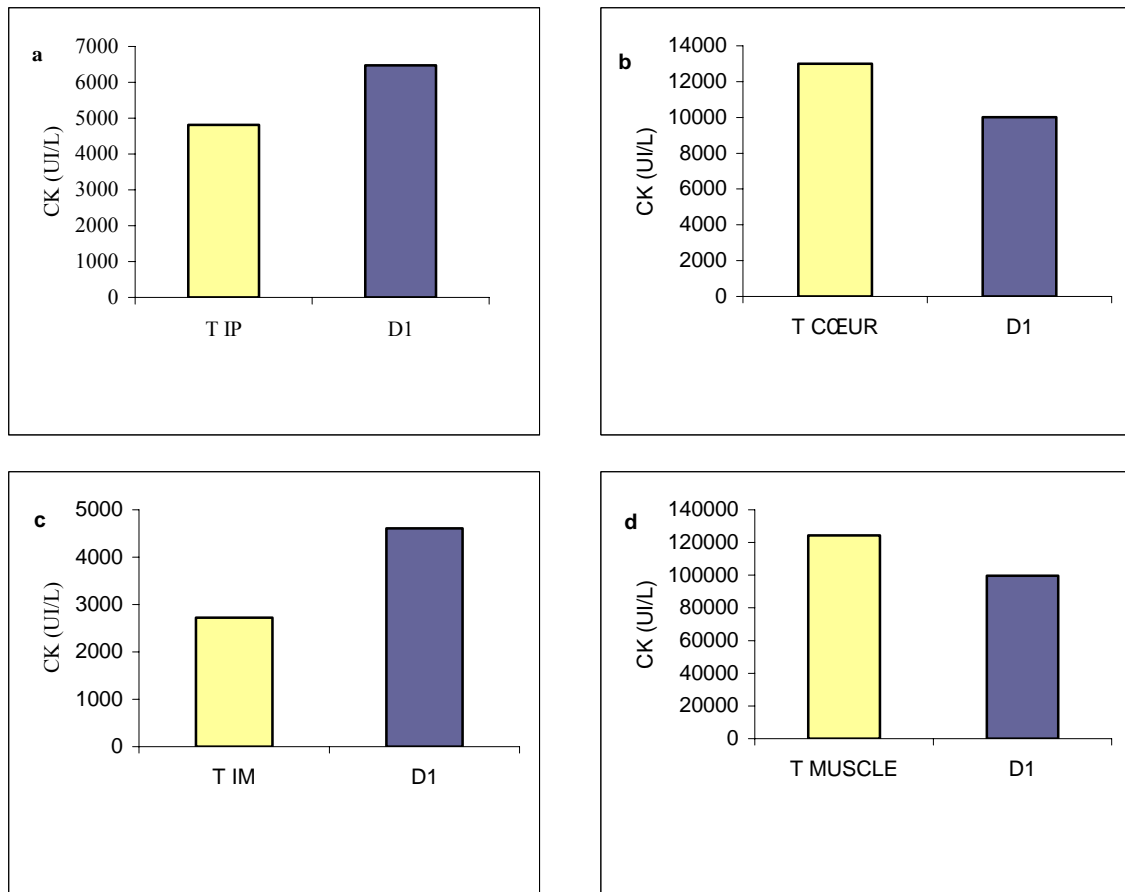 a
CK (UI/L)
7000
6000
5000
4000
3000
2000
1000
0
T IP D1
b
CK (UI/L)
14000
12000
10000
8000
6000
4000
2000
0
T CŒUR D1
c
CK (UI/L)
5000
4000
3000
2000
1000
0
T IM D1
d
CK (UI/L)
140000
120000
100000
80000
60000
40000
20000
0
T MUSCLE D1